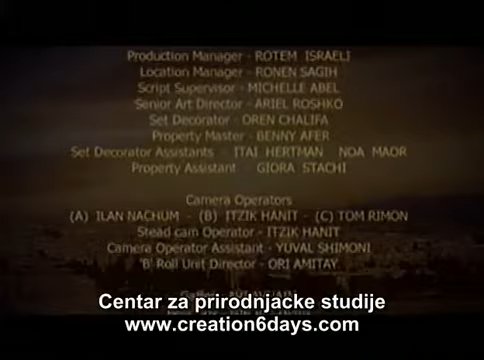 Production Manager - ROTEM ISRAELI
Location Manager - RONEN SAGIH
Script Supervisor - MICHELLE ABEL
Senior Art Director - ARIEL ROSHKO
Set Decorator - OREN CHALIFA
Property Master - BENNY AFER
Set Decorator Assistants - ITAI HERTMAN NOA MAOR
Property Assistant - GIORA STACHI
Camera Operators
(A) ILAN NACHUM - (B) ITZIK HANIT - (C) TOM RIMON
Stead cam Operator - ITZIK HANIT
Camera Operator Assistant - YUVAL SHIMONI
'B' Roll Unit Director - ORI AMITAY
Centar za prirodnjacke studije
www.creation6days.com